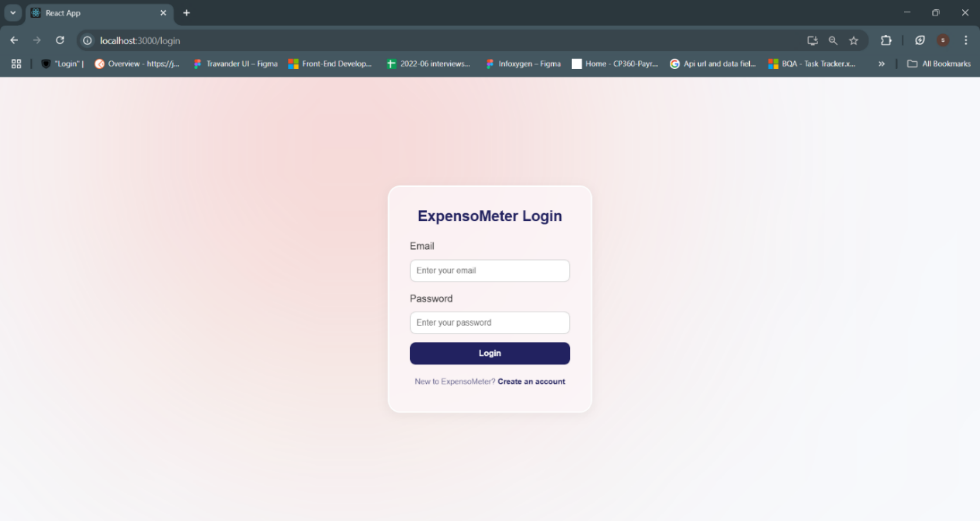 React App
localhost:3000/login
"Login" |
Overview - https://j...
Travander UI – Figma
Front-End Develop...
2022-06 interviews...
Infoxygen – Figma
Home - CP360-Payr...
Api url and data fiel...
BQA - Task Tracker.x...
All Bookmarks
ExpensoMeter Login
Email
Enter your email
Password
Enter your password
Login
New to ExpensoMeter? Create an account